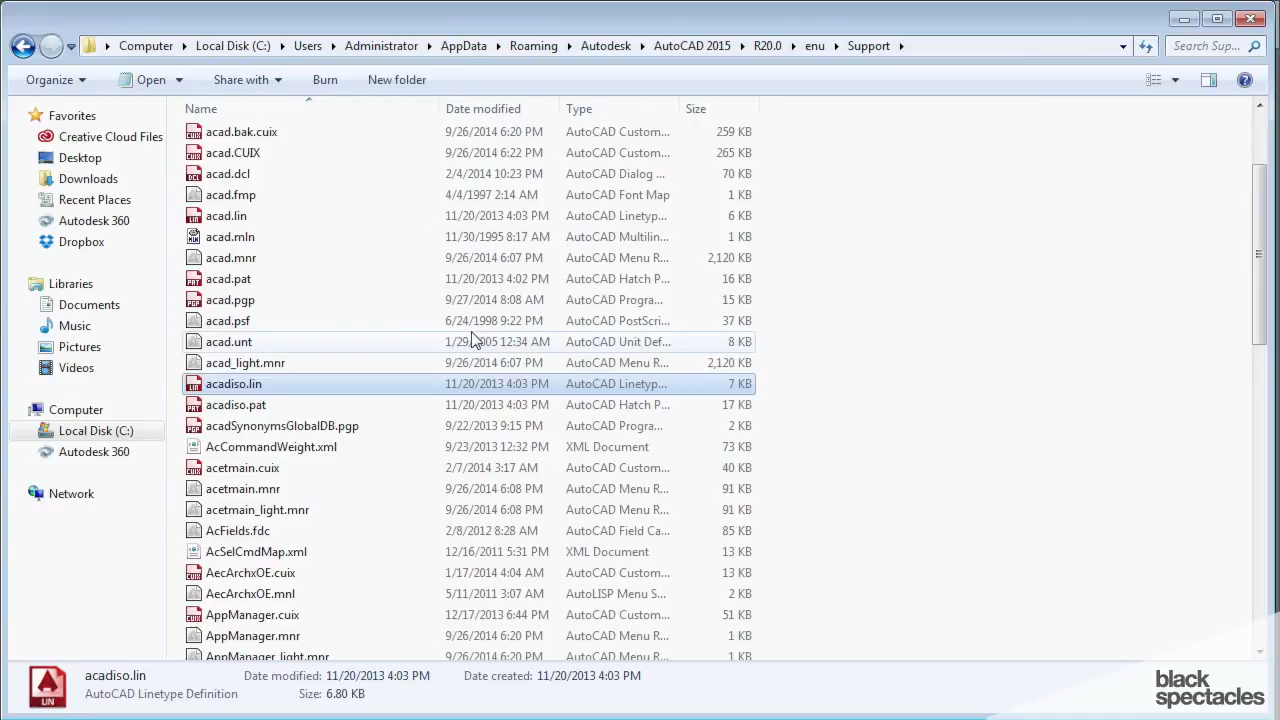 Computer Local Disk (C:) Users Administrator AppData Roaming Autodesk AutoCAD 2015 R20.0 enu Support Search Sup...
Organize Open Share with Burn New folder
Favorites
Creative Cloud Files
Desktop
Downloads
Recent Places
Autodesk 360
Dropbox
Libraries
Documents
Music
Pictures
Videos
Computer
Local Disk (C:)
Autodesk 360
Network
Name Date modified Type Size
acad.bak.cuix 9/26/2014 6:20 PM AutoCAD Custom... 259 KB
acad.CUIX 9/26/2014 6:22 PM AutoCAD Custom... 265 KB
acad.dcl 2/4/2014 10:23 PM AutoCAD Dialog ... 70 KB
acad.fmp 4/4/1997 2:14 AM AutoCAD Font Map 1 KB
acad.lin 11/20/2013 4:03 PM AutoCAD Linetyp... 6 KB
acad.mln 11/30/1995 8:17 AM AutoCAD Multilin... 1 KB
acad.mnr 9/26/2014 6:07 PM AutoCAD Menu R... 2,120 KB
acad.pat 11/20/2013 4:02 PM AutoCAD Hatch P... 16 KB
acad.pgp 9/27/2014 8:08 AM AutoCAD Progra... 15 KB
acad.psf 6/24/1998 9:22 PM AutoCAD PostScri... 37 KB
acad.unt 12:34 AM AutoCAD Unit Def... 8 KB
acad_light.mnr 9/26/2014 6:07 PM AutoCAD Menu R... 2,120 KB
acadiso.lin 11/20/2013 4:03 PM AutoCAD Linetyp... 7 KB
acadiso.pat 11/20/2013 4:03 PM AutoCAD Hatch P... 17 KB
acadSynonymsGlobalDB.pgp 9/22/2013 9:15 PM AutoCAD Progra... 2 KB
AcCommandWeight.xml 9/23/2013 12:32 PM XML Document 73 KB
acetmain.cuix 2/7/2014 3:17 AM AutoCAD Custom... 40 KB
acetmain.mnr 9/26/2014 6:08 PM AutoCAD Menu R... 91 KB
acetmain_light.mnr 9/26/2014 6:08 PM AutoCAD Menu R... 91 KB
AcFields.fdc 2/8/2012 8:28 AM AutoCAD Field Ca... 85 KB
AcSelCmdMap.xml 12/16/2011 5:31 PM XML Document 13 KB
AecArchxOE.cuix 1/17/2014 4:04 AM AutoCAD Custom... 13 KB
AecArchxOE.mnl 5/11/2011 3:07 AM AutoLISP Menu S... 2 KB
AppManager.cuix 12/17/2013 6:44 PM AutoCAD Custom... 51 KB
AppManager.mnr 9/26/2014 6:20 PM AutoCAD Menu R... 1 KB
AppManager_light.mnr 9/26/2014 6:20 PM AutoCAD Menu R... 1 KB
acadiso.lin Date modified: 11/20/2013 4:03 PM Date created: 11/20/2013 4:03 PM
AutoCAD Linetype Definition Size: 6.80 KB
black
spectacles